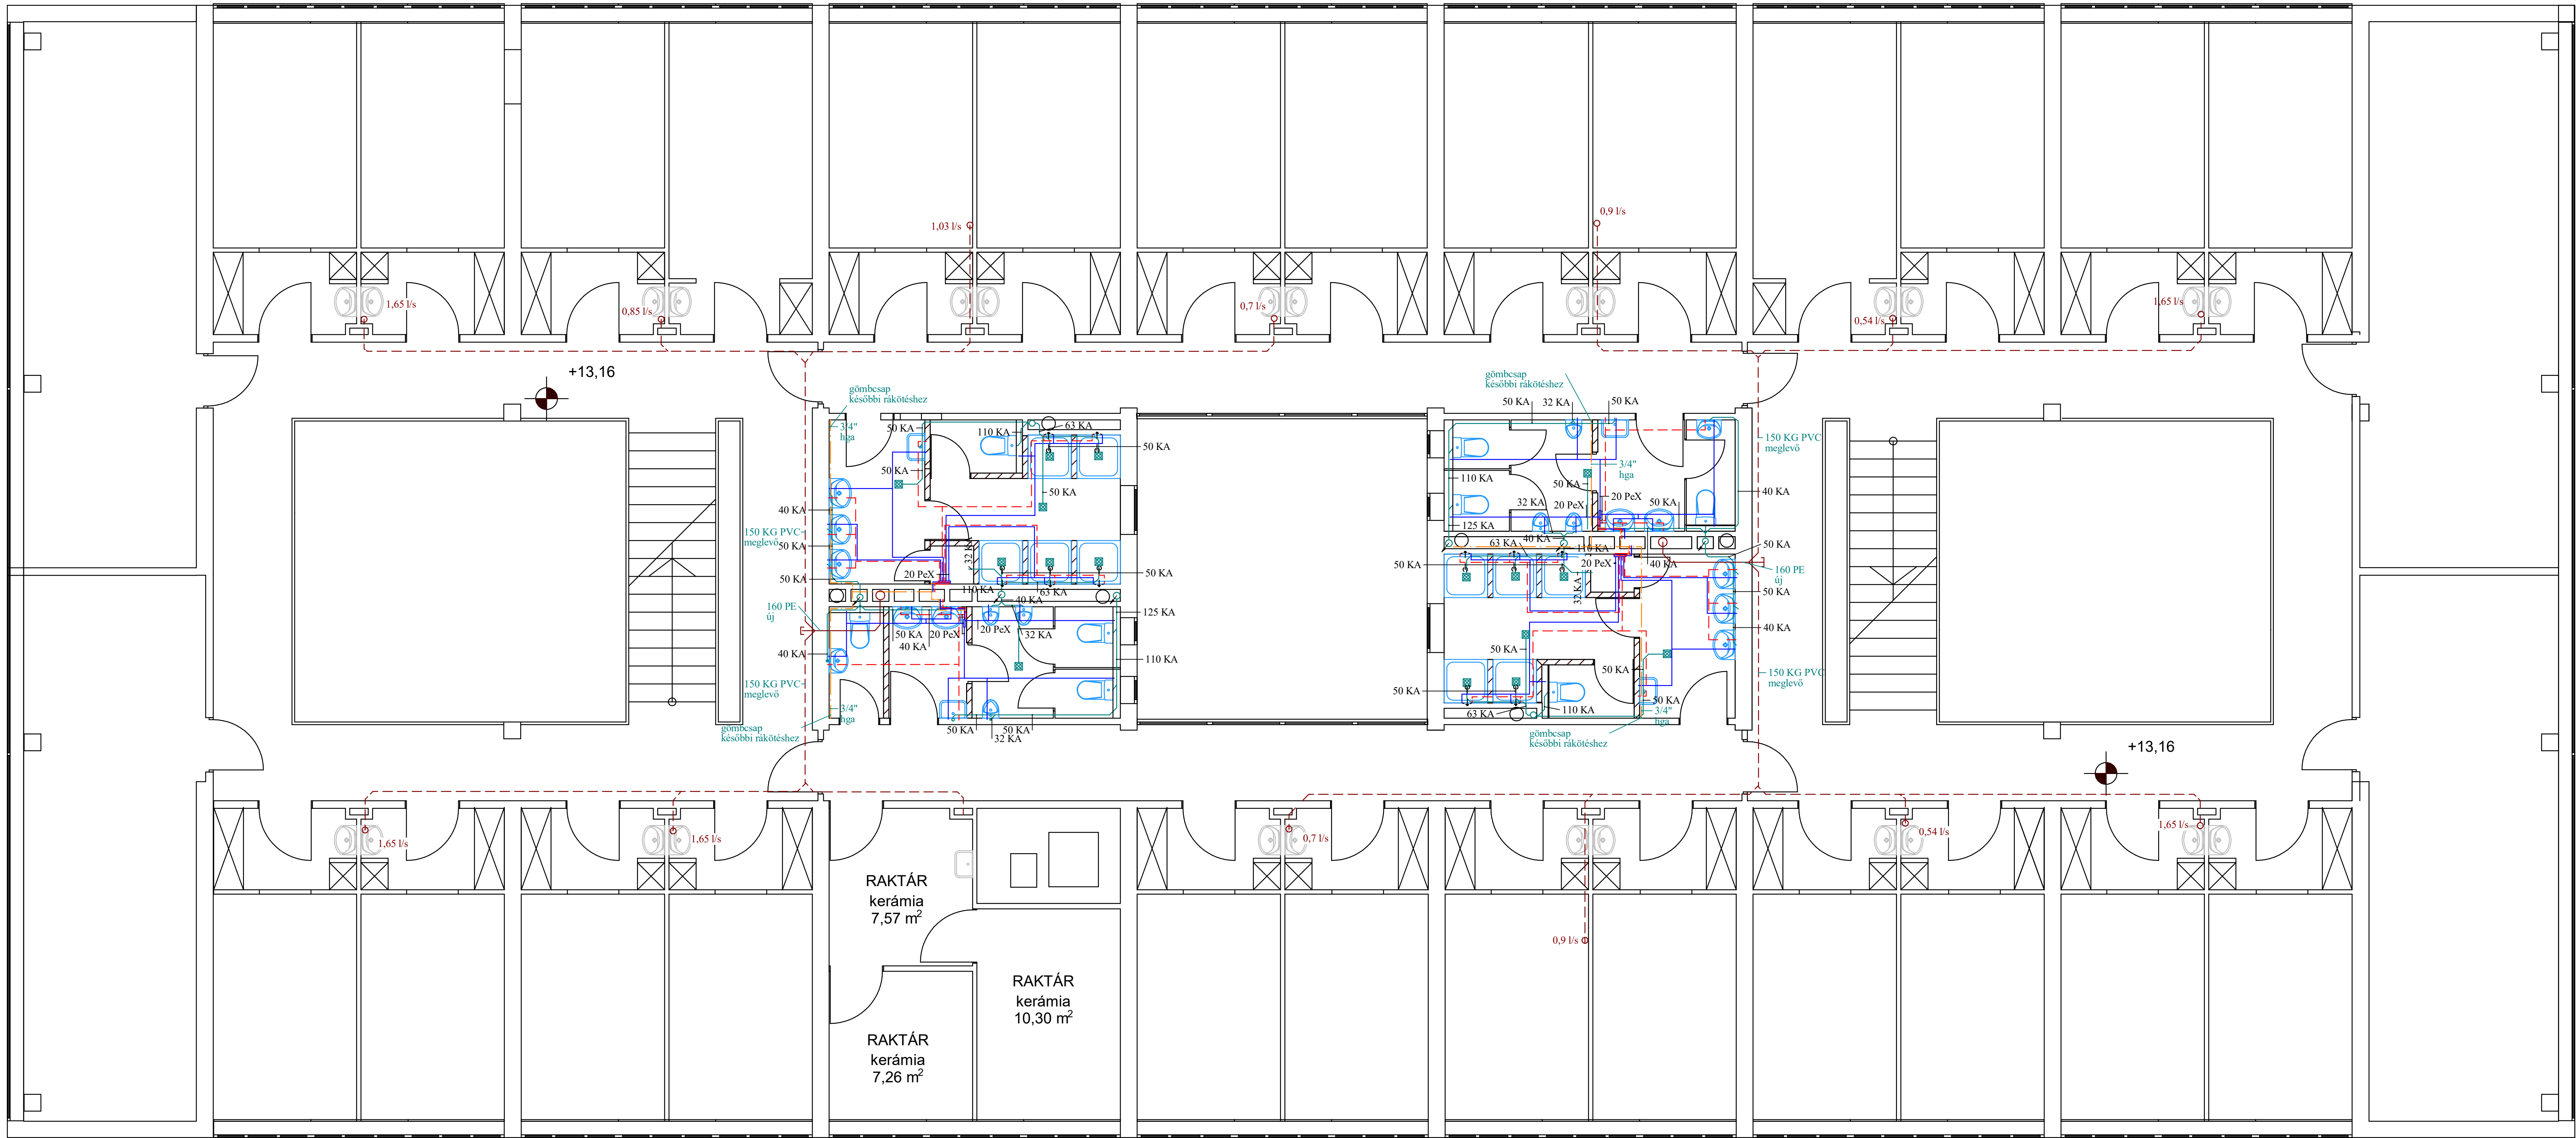 1,03 l/s
0,9 l/s
1,65 l/s
0,85 l/s
0,7 l/s
0,54 l/s
1,65 l/s
+13,16
gömbcsap
későbbi rákötéshez
3/4"
hga
50 KA
110 KA
63 KA
50 KA
50 KA
50 KA
40 KA
150 KG PVC
meglevő
50 KA
32 KA
20 PeX
50 KA
50 KA
110 KA
63 KA
40 KA
160 PE
új
50 KA
40 KA
20 PeX
20 PeX
32 KA
125 KA
110 KA
40 KA
150 KG PVC
meglevő
3/4"
hga
gömbcsap
későbbi rákötéshez
50 KA
50 KA
32 KA
gömbcsap
későbbi rákötéshez
50 KA
32 KA
50 KA
150 KG PVC
meglevő
3/4"
hga
110 KA
50 KA
40 KA
32 KA
20 PeX
20 PeX
50 KA
125 KA
40 KA
63 KA
110 KA
50 KA
50 KA
20 PeX
40 KA
160 PE
új
32 KA
50 KA
40 KA
50 KA
50 KA
150 KG PVC
meglevő
50 KA
50 KA
63 KA
110 KA
3/4"
hga
gömbcsap
későbbi rákötéshez
+13,16
1,65 l/s
1,65 l/s
0,7 l/s
0,54 l/s
1,65 l/s
0,9 l/s
RAKTÁR
kerámia
7,57 m²
RAKTÁR
kerámia
10,30 m²
RAKTÁR
kerámia
7,26 m²